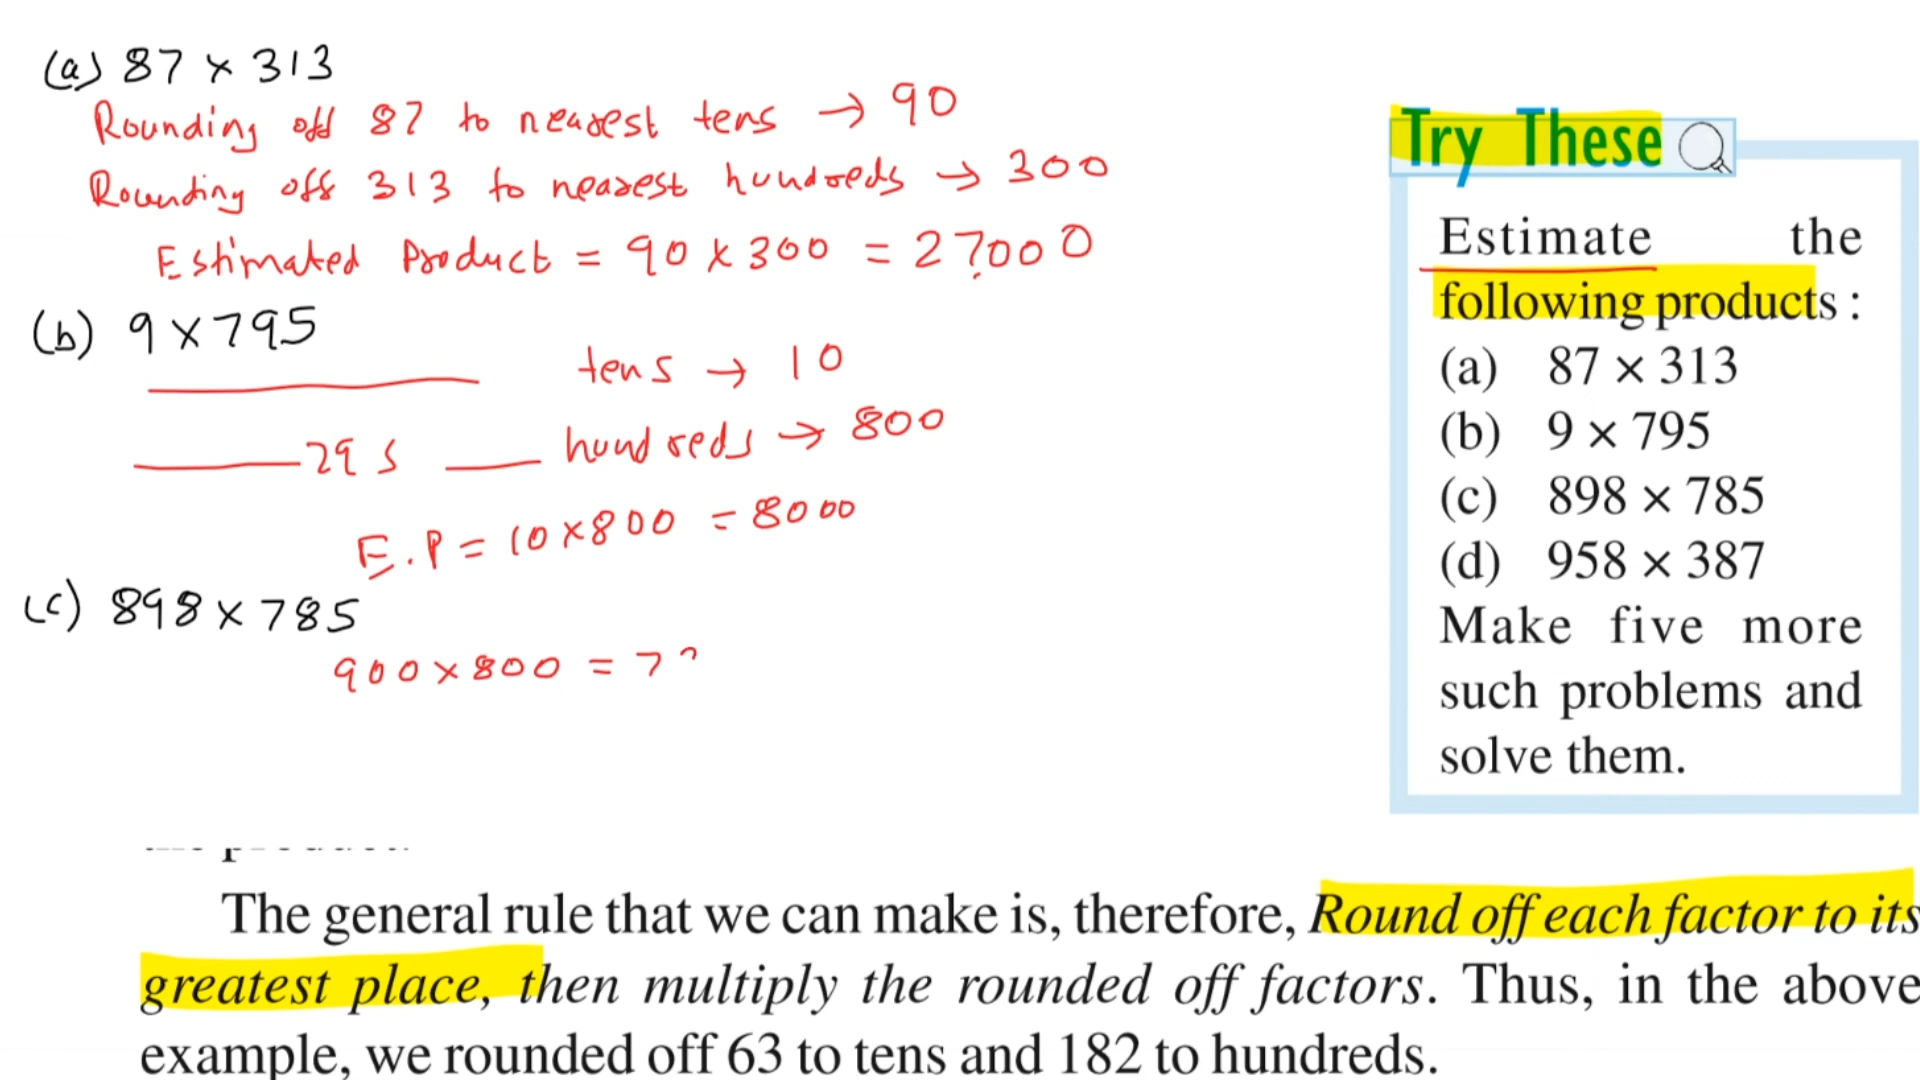 (a) 87 × 313
Rounding off 87 to nearest tens → 90
Rounding off 313 to nearest hundreds → 300
Estimated Product = 90 × 300 = 27,000
(b) 9 × 795
tens → 10
795 hundreds → 800
E.P = 10 × 800 = 8000
(c) 898 × 785
900 × 800 = 7
Try These
Estimate the
following products :
(a) 87 × 313
(b) 9 × 795
(c) 898 × 785
(d) 958 × 387
Make five more
such problems and
solve them.
The general rule that we can make is, therefore, Round off each factor to its
greatest place, then multiply the rounded off factors. Thus, in the above
example, we rounded off 63 to tens and 182 to hundreds.